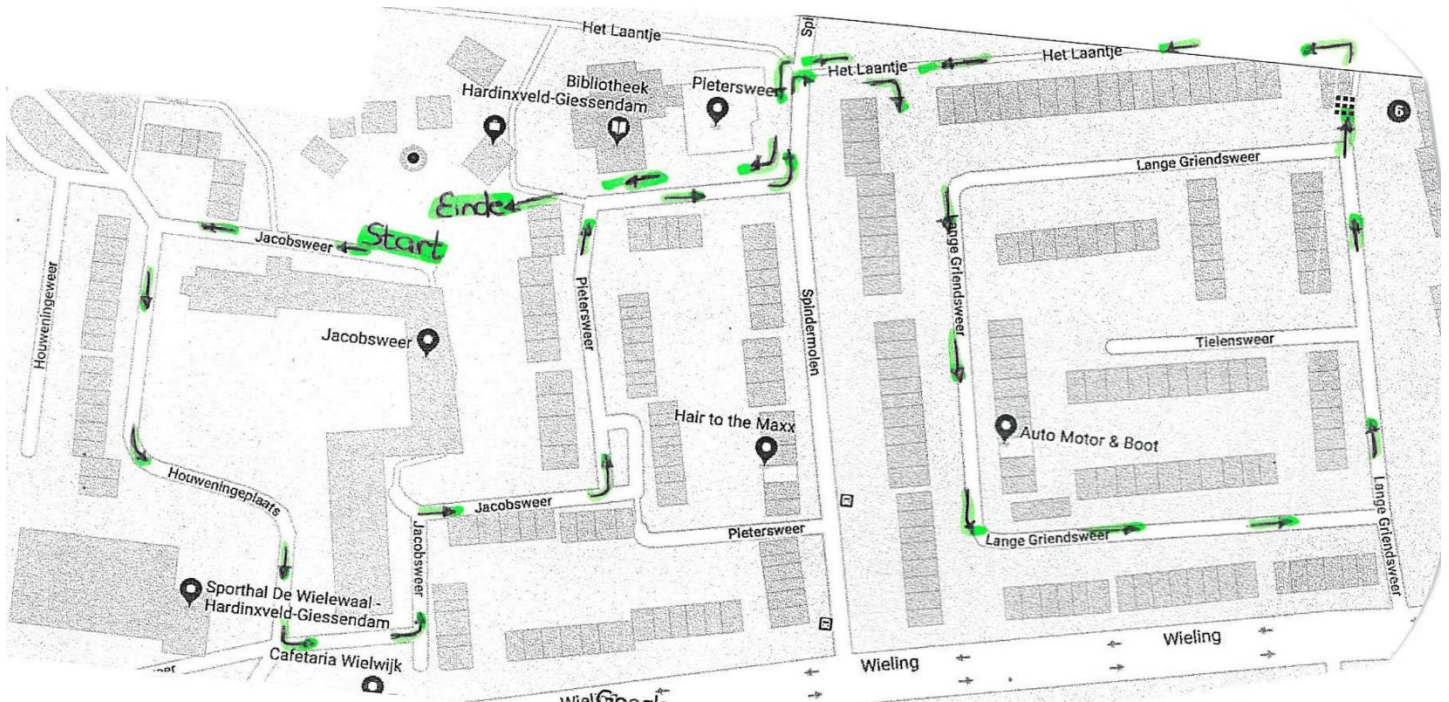 Het Laantje
Spi
Het Laantje
Het Laantje
Bibliotheek
Hardinxveld-Giessendam
Pietersweer
6
Lange Griendsweer
Einde
Start
Jacobsweer
Houweningeweer
Jacobsweer
Pietersweer
Spindermolen
Lange Griendsweer
Tielensweer
Hair to the Maxx
Auto Motor & Boot
Houweningeplaats
Jacobsweer
Jacobsweer
Pietersweer
Lange Griendsweer
Lange Griendsweer
Sporthal De Wielewaal -
Hardinxveld-Giessendam
Cafetaria Wielwijk
eer
Wieling
Wieling